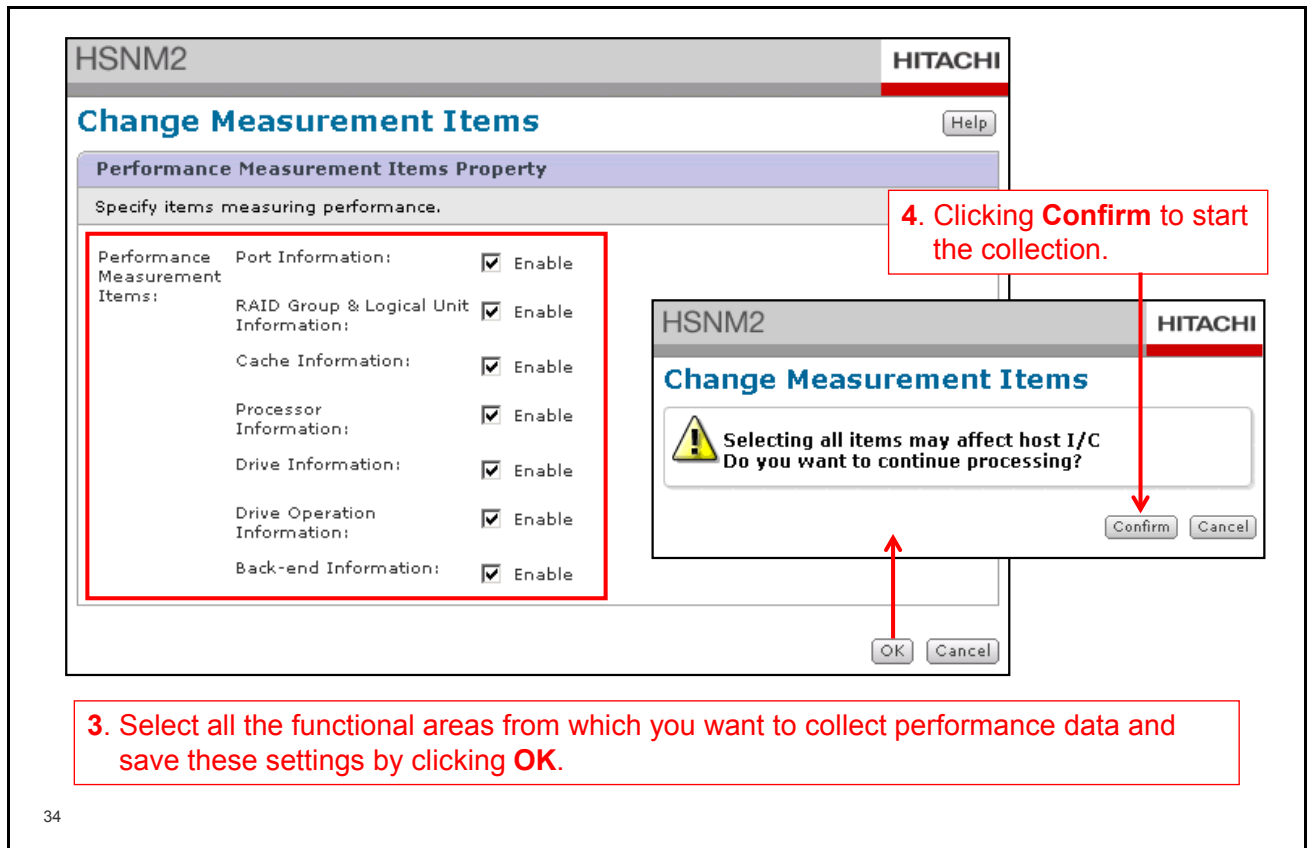 HSNM2
HITACHI
Change Measurement Items
Help
Performance Measurement Items Property
Specify items measuring performance.
Performance
Measurement
Items:
Port Information:
Enable
RAID Group & Logical Unit
Information:
Enable
Cache Information:
Enable
Processor
Information:
Enable
Drive Information:
Enable
Drive Operation
Information:
Enable
Back-end Information:
Enable
OK
Cancel
4. Clicking Confirm to start
the collection.
HSNM2
HITACHI
Change Measurement Items
Selecting all items may affect host I/C
Do you want to continue processing?
Confirm
Cancel
3. Select all the functional areas from which you want to collect performance data and
save these settings by clicking OK.
34